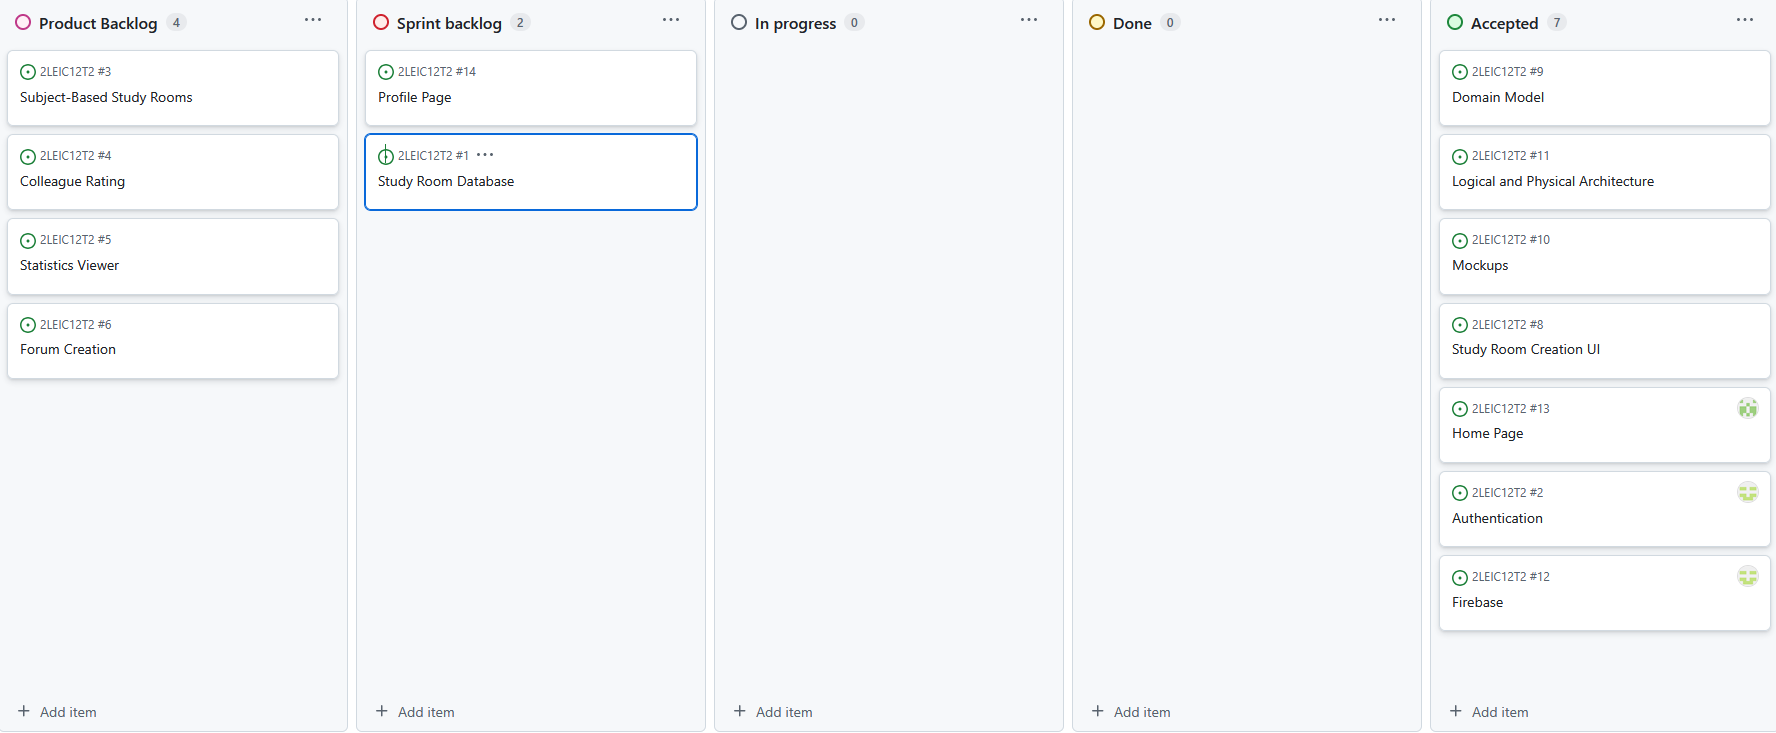 Product Backlog 4
2LEIC12T2 #3
Subject-Based Study Rooms
2LEIC12T2 #4
Colleague Rating
2LEIC12T2 #5
Statistics Viewer
2LEIC12T2 #6
Forum Creation
+ Add item
Sprint backlog 2
2LEIC12T2 #14
Profile Page
2LEIC12T2 #1
Study Room Database
+ Add item
In progress 0
+ Add item
Done 0
+ Add item
Accepted 7
2LEIC12T2 #9
Domain Model
2LEIC12T2 #11
Logical and Physical Architecture
2LEIC12T2 #10
Mockups
2LEIC12T2 #8
Study Room Creation UI
2LEIC12T2 #13
Home Page
2LEIC12T2 #2
Authentication
2LEIC12T2 #12
Firebase
+ Add item